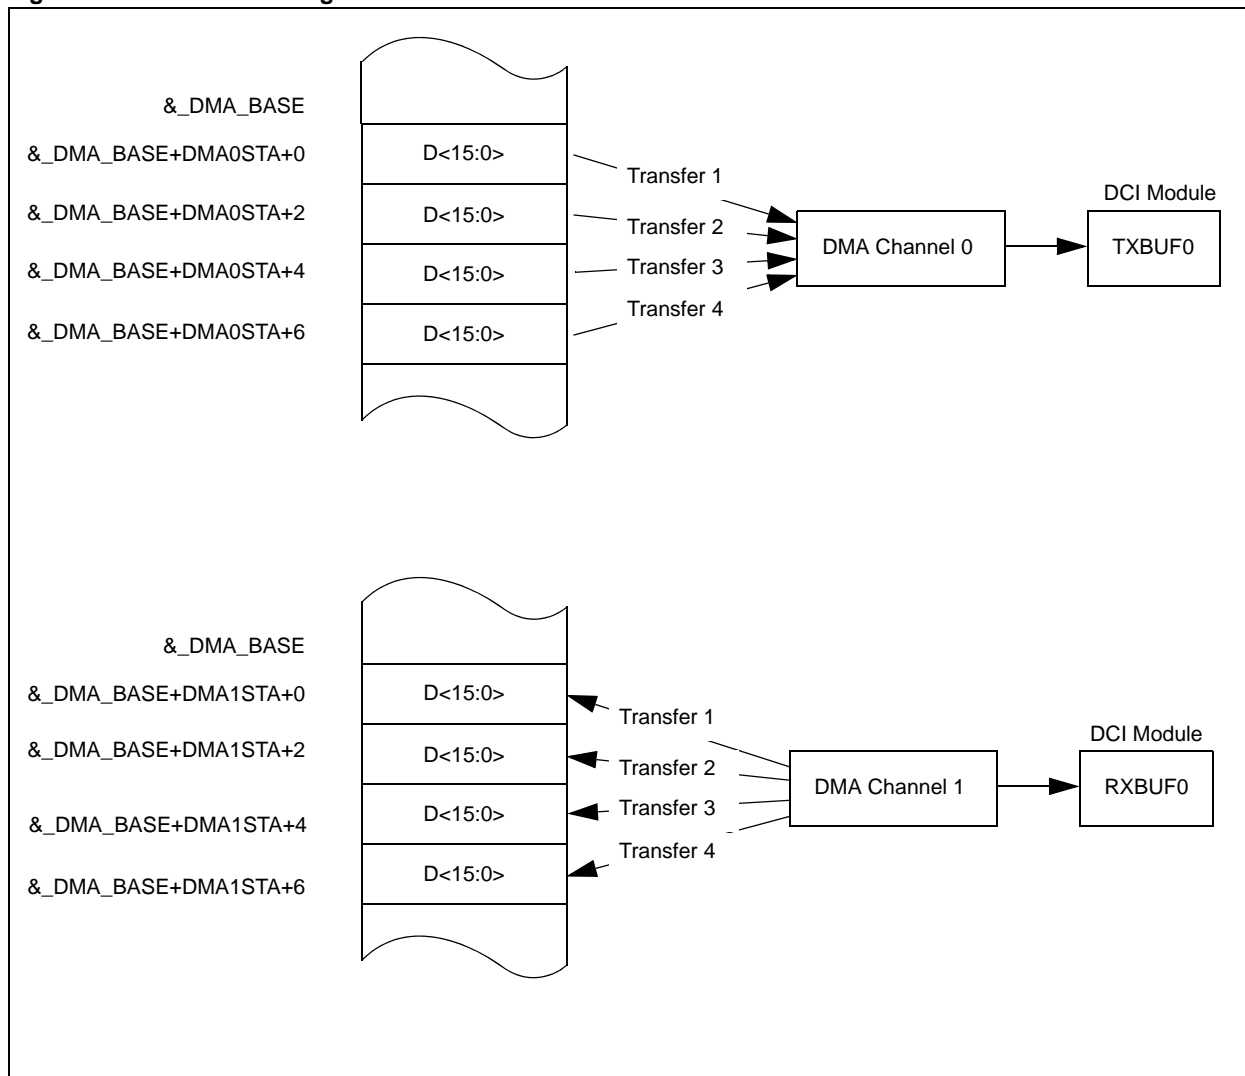 &_DMA_BASE
&_DMA_BASE+DMA0STA+0
D<15:0>
Transfer 1
&_DMA_BASE+DMA0STA+2
D<15:0>
Transfer 2
&_DMA_BASE+DMA0STA+4
D<15:0>
Transfer 3
&_DMA_BASE+DMA0STA+6
D<15:0>
Transfer 4
DMA Channel 0
DCI Module
TXBUF0
&_DMA_BASE
&_DMA_BASE+DMA1STA+0
D<15:0>
Transfer 1
&_DMA_BASE+DMA1STA+2
D<15:0>
Transfer 2
&_DMA_BASE+DMA1STA+4
D<15:0>
Transfer 3
&_DMA_BASE+DMA1STA+6
D<15:0>
Transfer 4
DMA Channel 1
DCI Module
RXBUF0